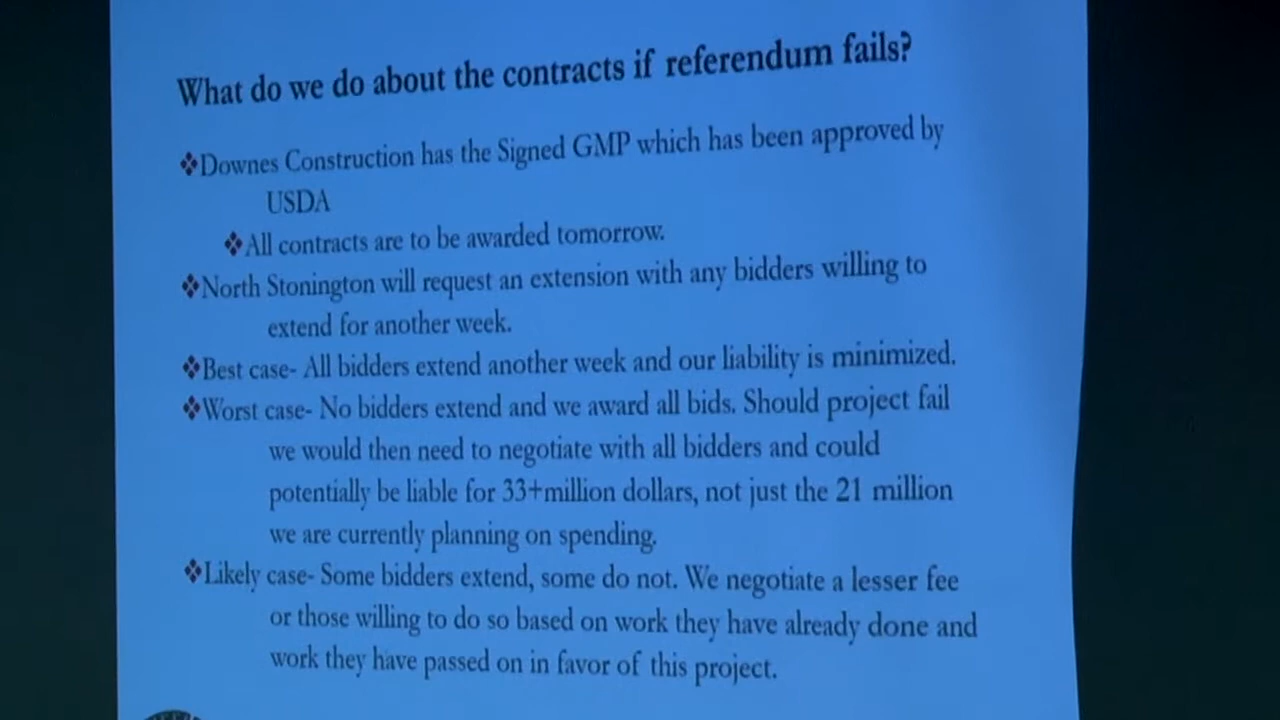 What do we do about the contracts if referendum fails?
❖Downes Construction has the Signed GMP which has been approved by
USDA
❖All contracts are to be awarded tomorrow.
❖North Stonington will request an extension with any bidders willing to
extend for another week.
❖Best case- All bidders extend another week and our liability is minimized.
❖Worst case- No bidders extend and we award all bids. Should project fail
we would then need to negotiate with all bidders and could
potentially be liable for 33+million dollars, not just the 21 million
we are currently planning on spending.
❖Likely case- Some bidders extend, some do not. We negotiate a lesser fee
or those willing to do so based on work they have already done and
work they have passed on in favor of this project.